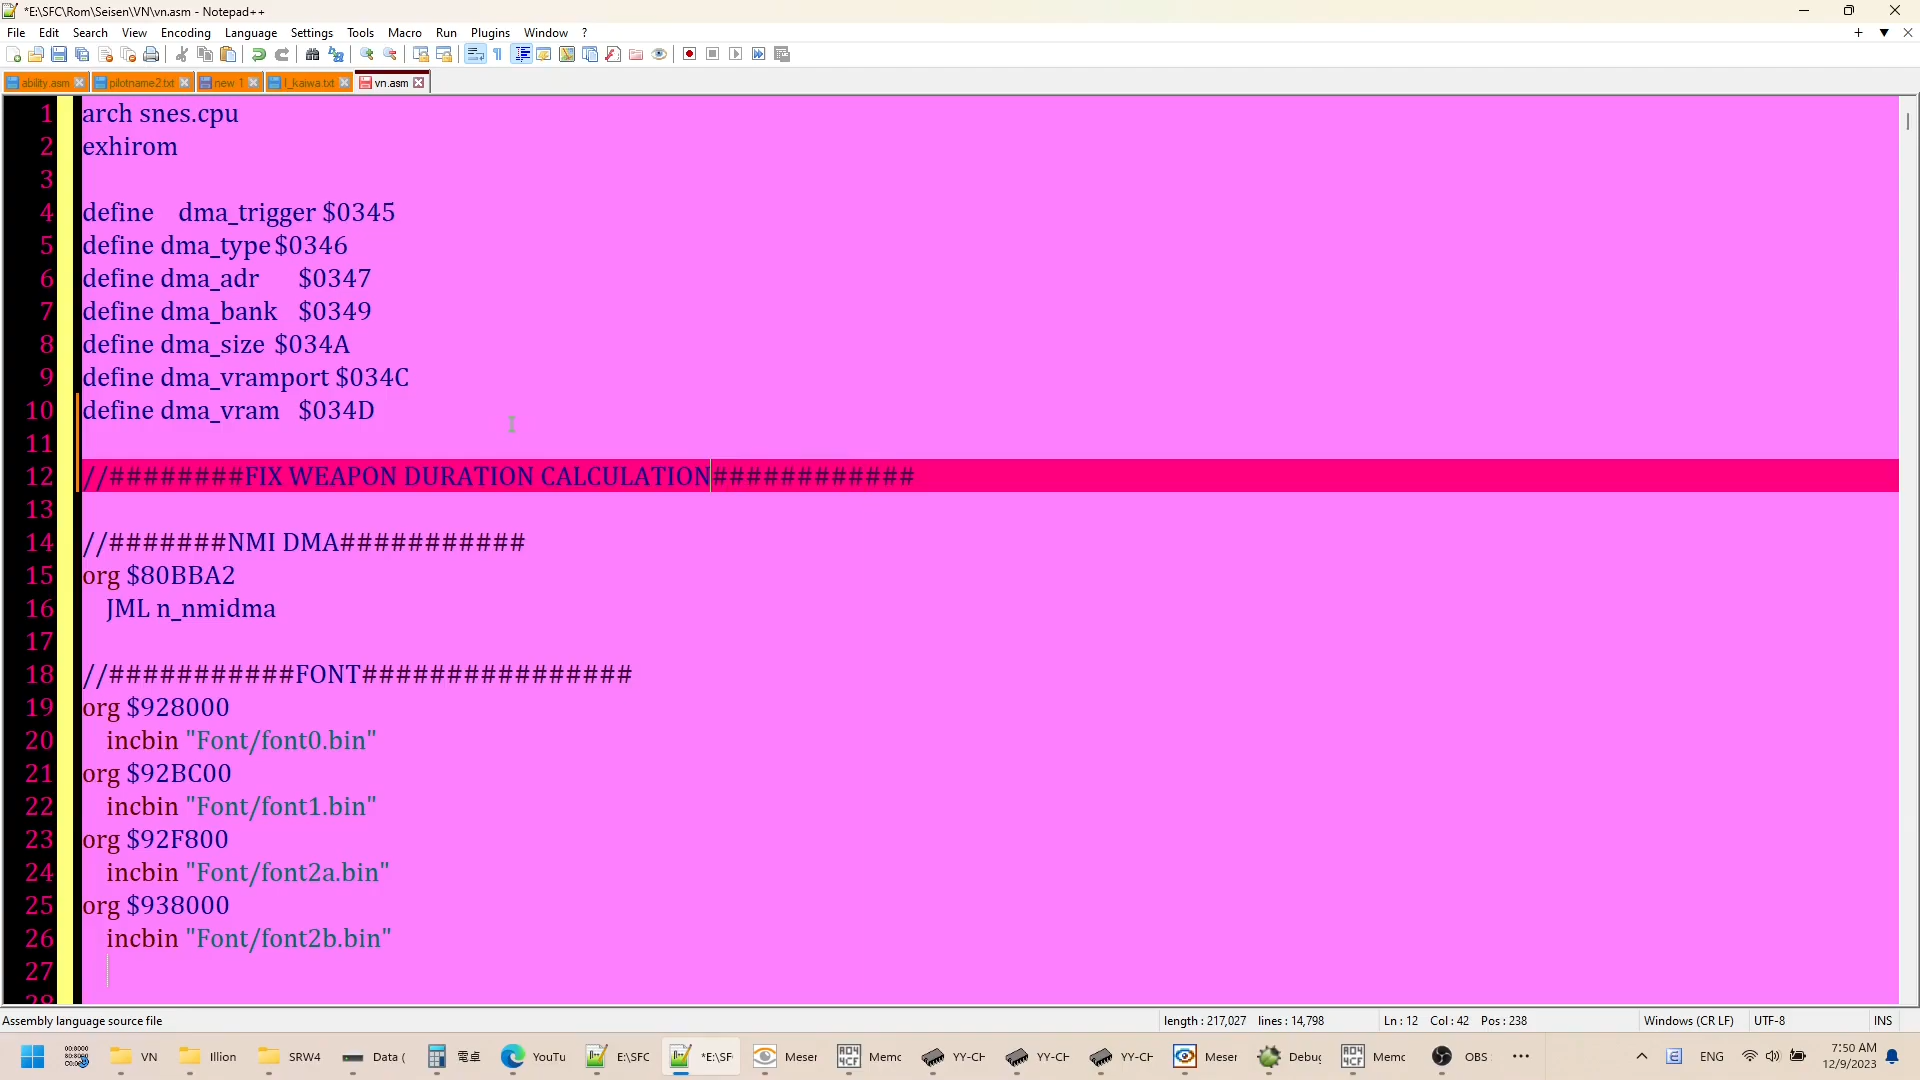 *E:\SFC\Rom\Seisen\VN\vn.asm - Notepad++
File Edit Search View Encoding Language Settings Tools Macro Run Plugins Window ?
ability.asm pilotname2.txt new 1 l_kaiwa.txt vn.asm
1 arch snes.cpu
2 exhirom
3
4 define dma_trigger $0345
5 define dma_type $0346
6 define dma_adr $0347
7 define dma_bank $0349
8 define dma_size $034A
9 define dma_vramport $034C
10 define dma_vram $034D
11
12 //########FIX WEAPON DURATION CALCULATION############
13
14 //#######NMI DMA###########
15 org $80BBA2
16 JML n_nmidma
17
18 //###########FONT################
19 org $928000
20 incbin "Font/font0.bin"
21 org $92BC00
22 incbin "Font/font1.bin"
23 org $92F800
24 incbin "Font/font2a.bin"
25 org $938000
26 incbin "Font/font2b.bin"
27
28
Assembly language source file length : 217,027 lines : 14,798 Ln : 12 Col : 42 Pos : 238 Windows (CR LF) UTF-8 INS
VN Illion SRW4 Data ( 電卓 YouTu E:\SFC *E:\SF Meser Memc YY-CH YY-CH YY-CH Meser Debug Memc OBS ENG 7:50 AM
12/9/2023